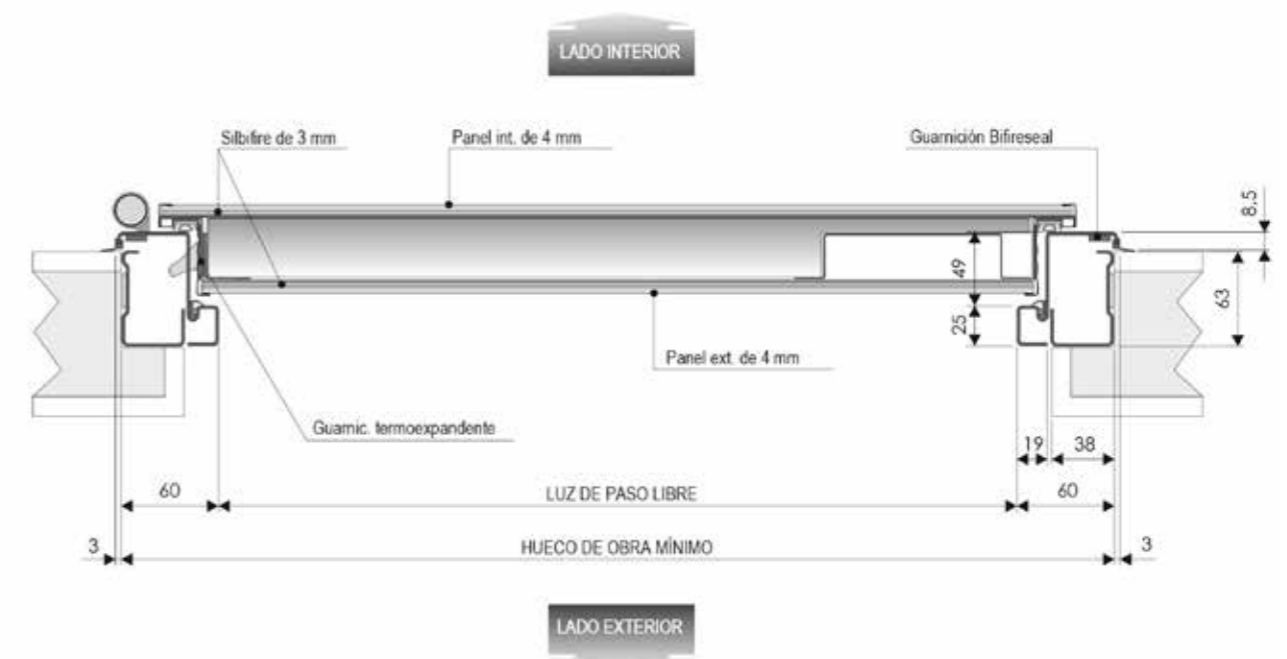 LADO INTERIOR
Silbifire de 3 mm
Panel int. de 4 mm
Guarnición Bifireseal
8.5
49
63
25
Panel ext. de 4 mm
Guarnic. termoexpandente
19
38
60
LUZ DE PASO LIBRE
60
3
HUECO DE OBRA MÍNIMO
3
LADO EXTERIOR